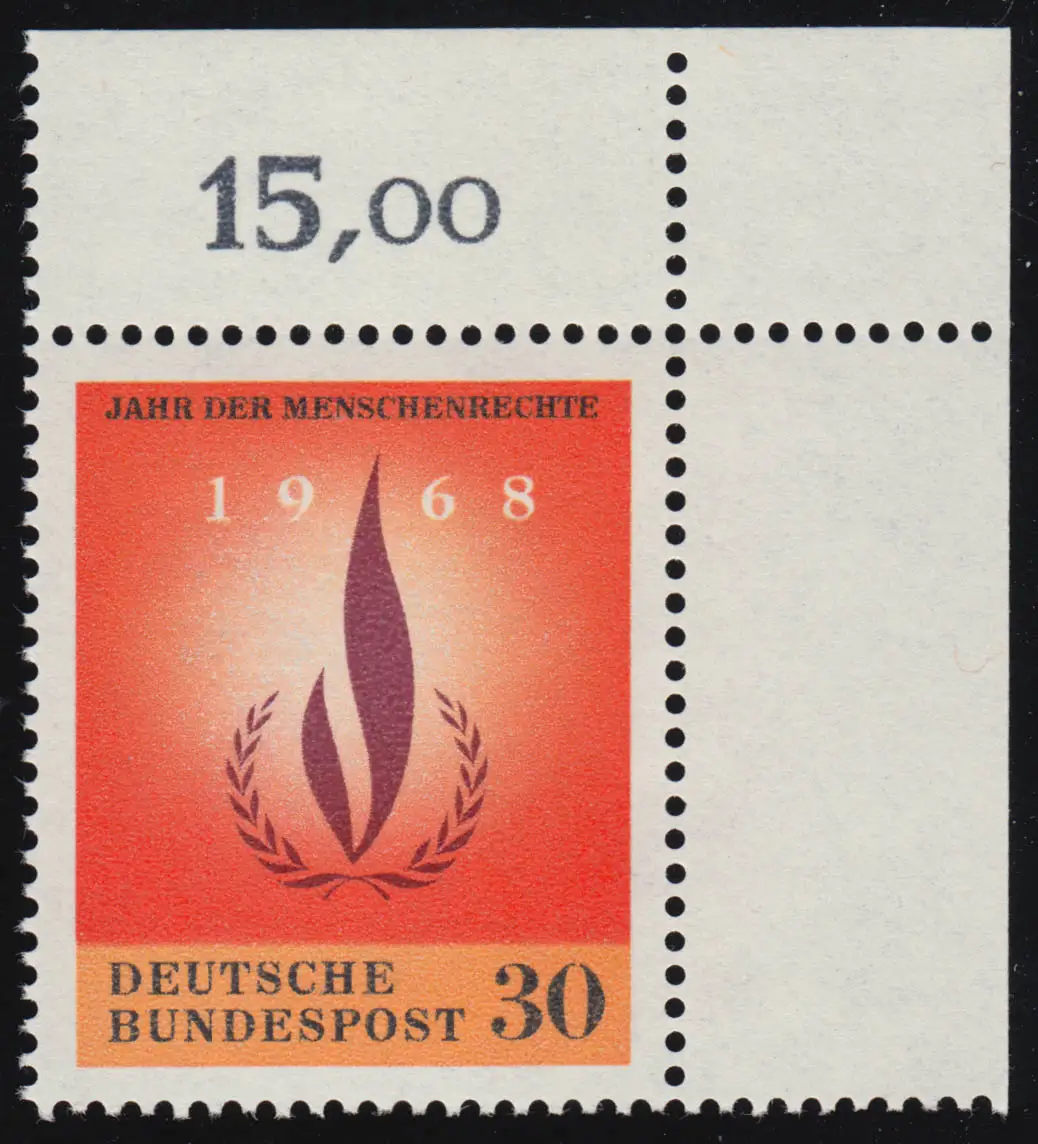 15,00
JAHR DER MENSCHENRECHTE
1968
DEUTSCHE
BUNDESPOST 30